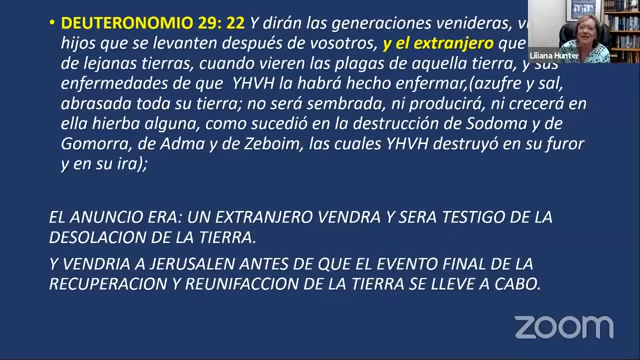 • DEUTERONOMIO 29: 22 Y dirán las generaciones venideras,
hijos que se levanten después de vosotros, y el extranjero que
de lejanas tierras, cuando vieren las plagas de aquella tierra, y sus
enfermedades de que YHVH la habrá hecho enfermar,(azufre y sal,
abrasada toda su tierra; no será sembrada, ni producirá, ni crecerá en
ella hierba alguna, como sucedió en la destrucción de Sodoma y de
Gomorra, de Adma y de Zeboim, las cuales YHVH destruyó en su furor
y en su ira);
EL ANUNCIO ERA: UN EXTRANJERO VENDRA Y SERA TESTIGO DE LA
DESOLACION DE LA TIERRA.
Y VENDRIA A JERUSALEN ANTES DE QUE EL EVENTO FINAL DE LA
RECUPERACION Y REUNIFACCION DE LA TIERRA SE LLEVE A CABO.
Liliana Hunter
zoom